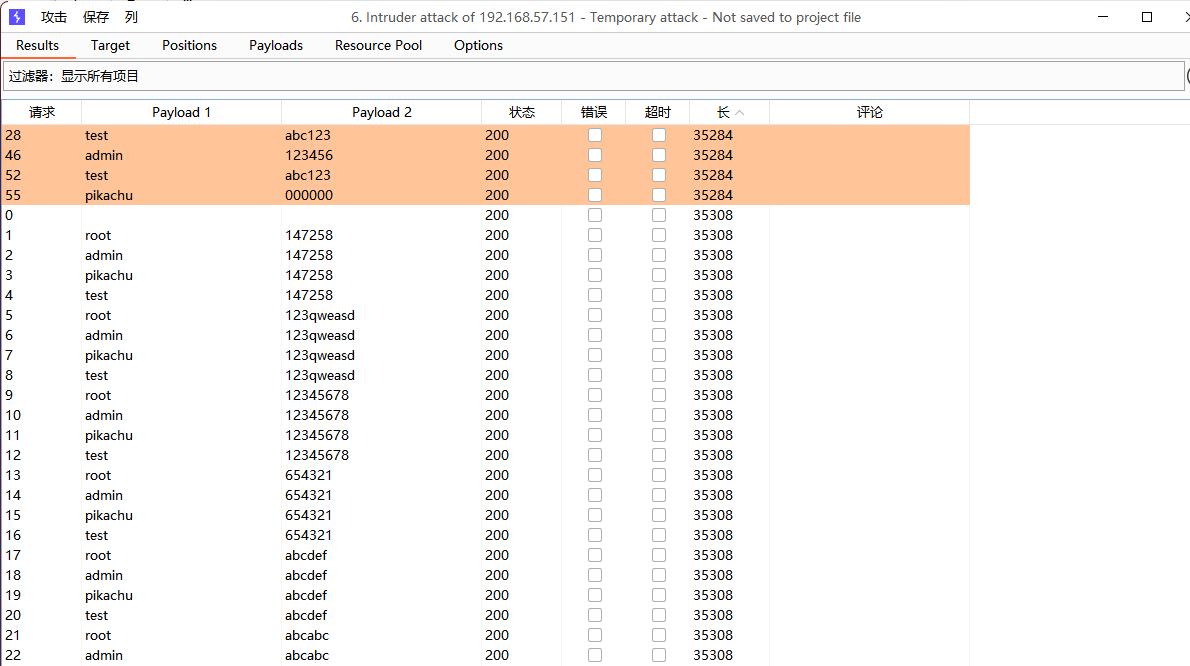 攻击 保存 列 6. Intruder attack of 192.168.57.151 - Temporary attack - Not saved to project file
Results Target Positions Payloads Resource Pool Options
过滤器：显示所有项目
请求 Payload 1 Payload 2 状态 错误 超时 长 评论
28 test abc123 200 35284
46 admin 123456 200 35284
52 test abc123 200 35284
55 pikachu 000000 200 35284
0 200 35308
1 root 147258 200 35308
2 admin 147258 200 35308
3 pikachu 147258 200 35308
4 test 147258 200 35308
5 root 123qweasd 200 35308
6 admin 123qweasd 200 35308
7 pikachu 123qweasd 200 35308
8 test 123qweasd 200 35308
9 root 12345678 200 35308
10 admin 12345678 200 35308
11 pikachu 12345678 200 35308
12 test 12345678 200 35308
13 root 654321 200 35308
14 admin 654321 200 35308
15 pikachu 654321 200 35308
16 test 654321 200 35308
17 root abcdef 200 35308
18 admin abcdef 200 35308
19 pikachu abcdef 200 35308
20 test abcdef 200 35308
21 root abcabc 200 35308
22 admin abcabc 200 35308